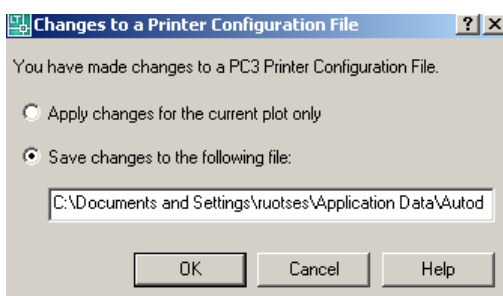 Changes to a Printer Configuration File
You have made changes to a PC3 Printer Configuration File.
Apply changes for the current plot only
Save changes to the following file:
C:\Documents and Settings\ruotses\Application Data\Autod
OK Cancel Help